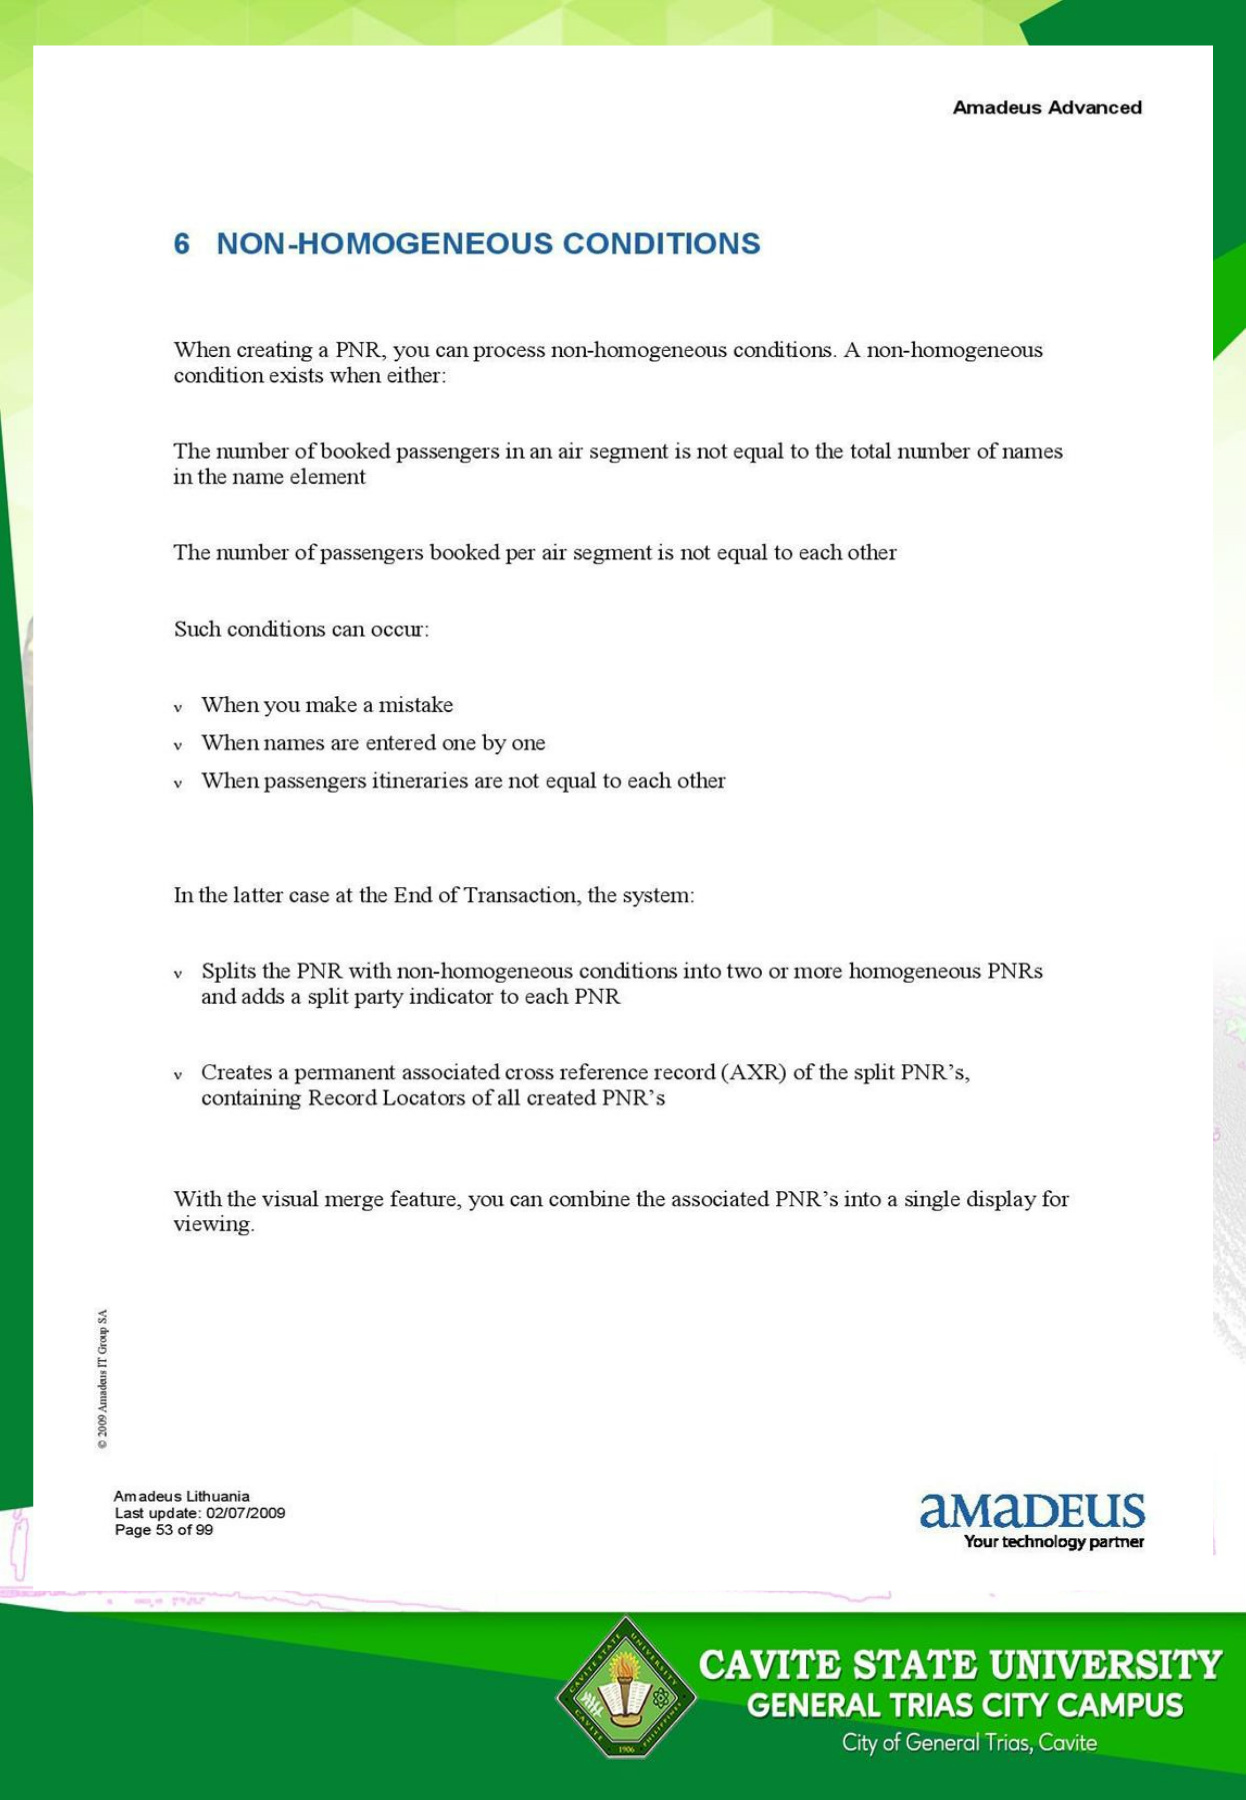 Amadeus Advanced
6 NON-HOMOGENEOUS CONDITIONS
When creating a PNR, you can process non-homogeneous conditions. A non-homogeneous
condition exists when either:
The number of booked passengers in an air segment is not equal to the total number of names
in the name element
The number of passengers booked per air segment is not equal to each other
Such conditions can occur:
v When you make a mistake
v When names are entered one by one
v When passengers itineraries are not equal to each other
In the latter case at the End of Transaction, the system:
v Splits the PNR with non-homogeneous conditions into two or more homogeneous PNRs
and adds a split party indicator to each PNR
v Creates a permanent associated cross reference record (AXR) of the split PNR's,
containing Record Locators of all created PNR's
With the visual merge feature, you can combine the associated PNR's into a single display for
viewing.
© 2009 Amadeus IT Group SA
Amadeus Lithuania
Last update: 02/07/2009
Page 53 of 99
amaDEUS
Your technology partner
CAVITE STATE UNIVERSITY
CAVITE
PHILIPPINES
1906
CAVITE STATE UNIVERSITY
GENERAL TRIAS CITY CAMPUS
City of General Trias, Cavite